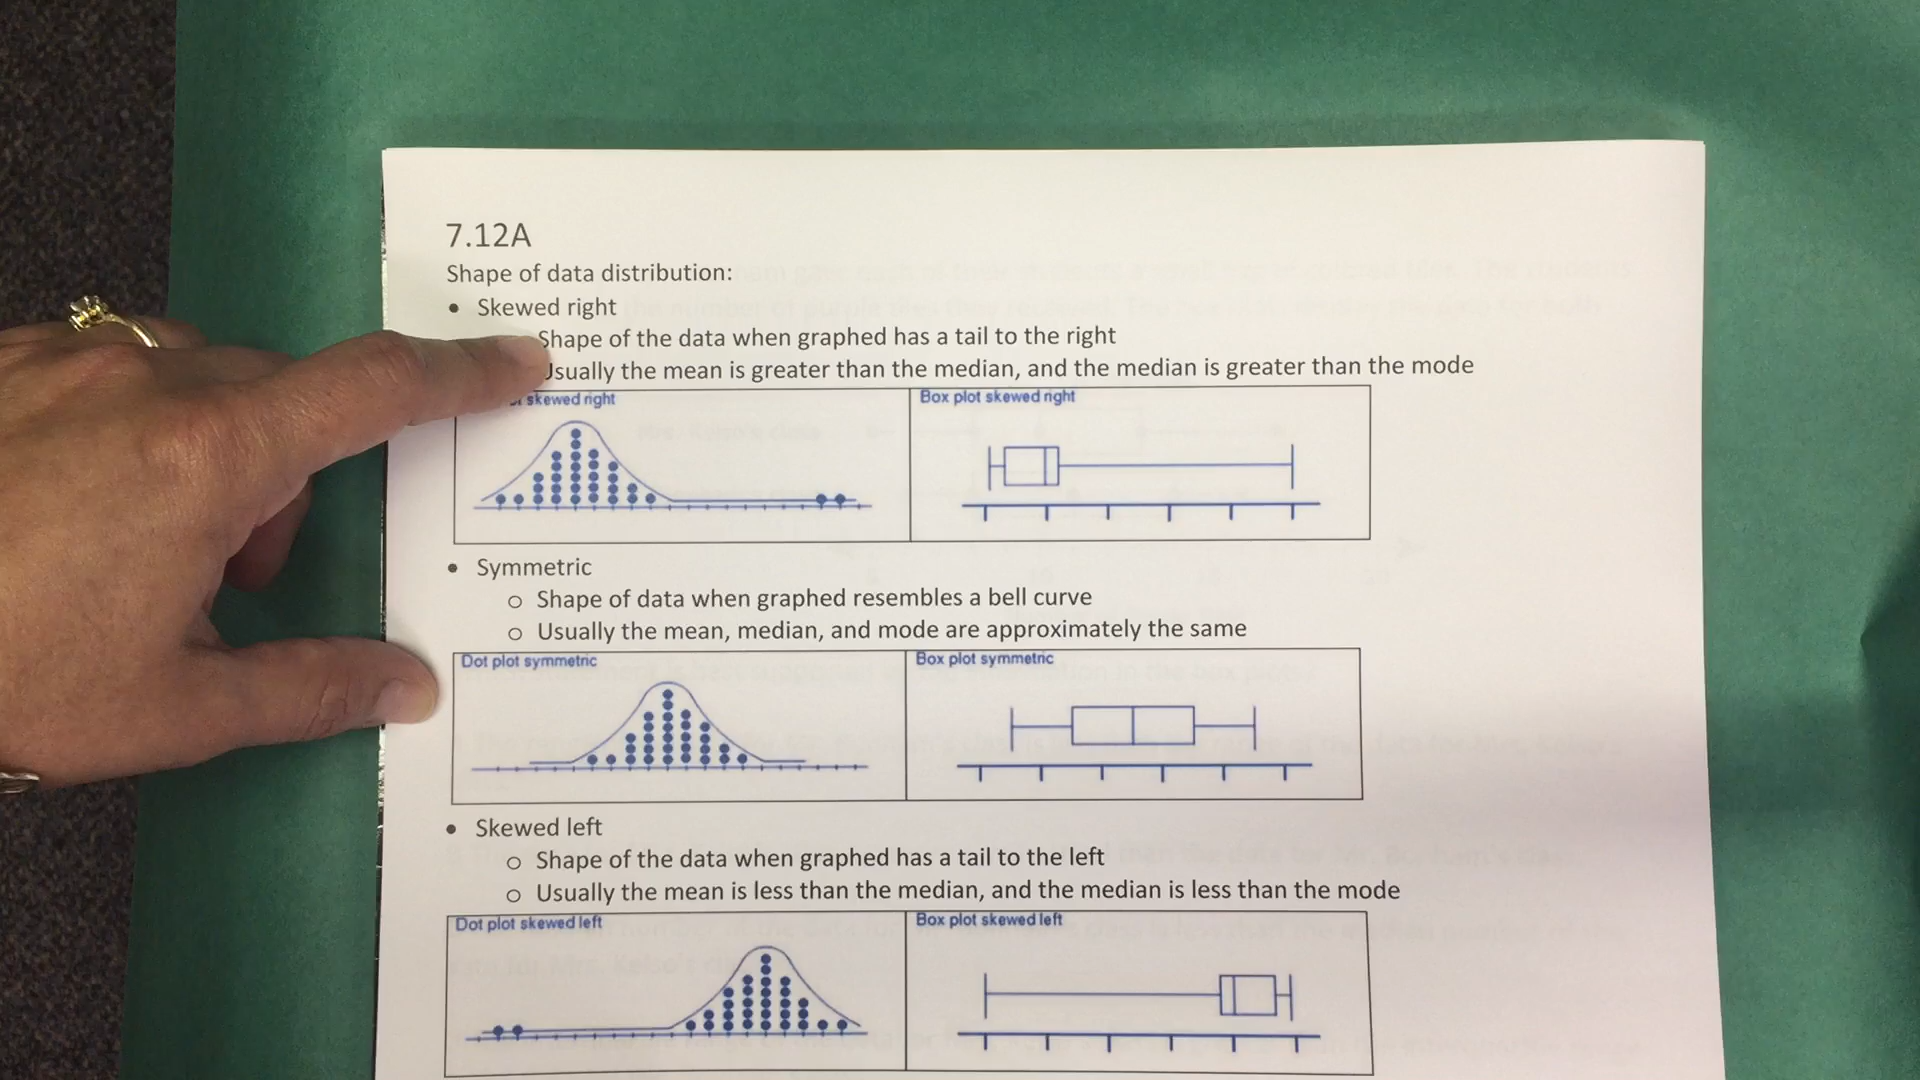 7.12A
Shape of data distribution:
• Skewed right
Shape of the data when graphed has a tail to the right
Usually the mean is greater than the median, and the median is greater than the mode
skewed right
Box plot skewed right
• Symmetric
o Shape of data when graphed resembles a bell curve
o Usually the mean, median, and mode are approximately the same
Dot plot symmetric
Box plot symmetric
• Skewed left
o Shape of the data when graphed has a tail to the left
o Usually the mean is less than the median, and the median is less than the mode
Dot plot skewed left
Box plot skewed left